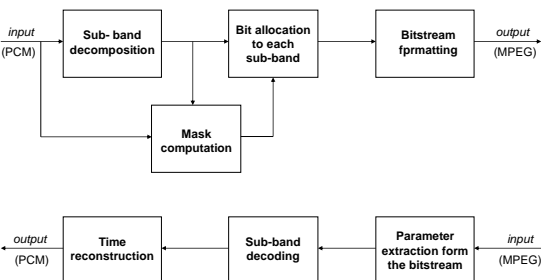 input
(PCM)
Sub- band
decomposition
Bit allocation
to each
sub-band
Bitstream
fprmatting
output
(MPEG)
Mask
computation
output
(PCM)
Time
reconstruction
Sub-band
decoding
Parameter
extraction form
the bitstream
input
(MPEG)